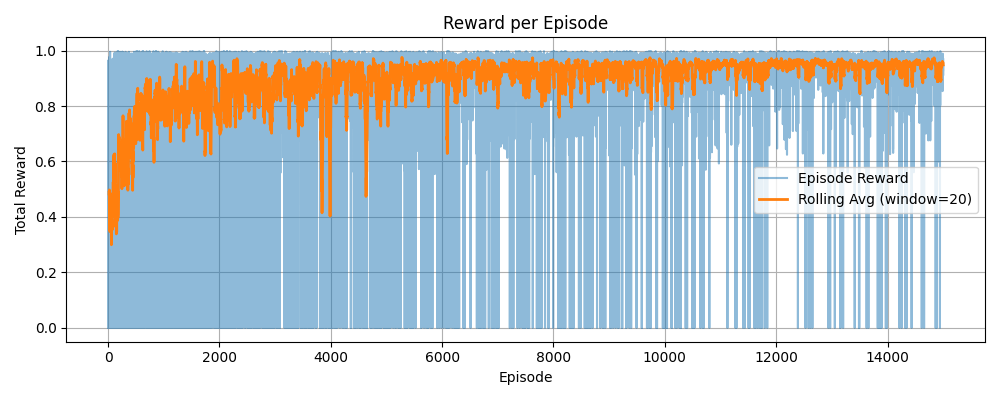 Reward per Episode
Total Reward
1.0
0.8
0.6
0.4
0.2
0.0
Episode Reward
Rolling Avg (window=20)
0 2000 4000 6000 8000 10000 12000 14000
Episode